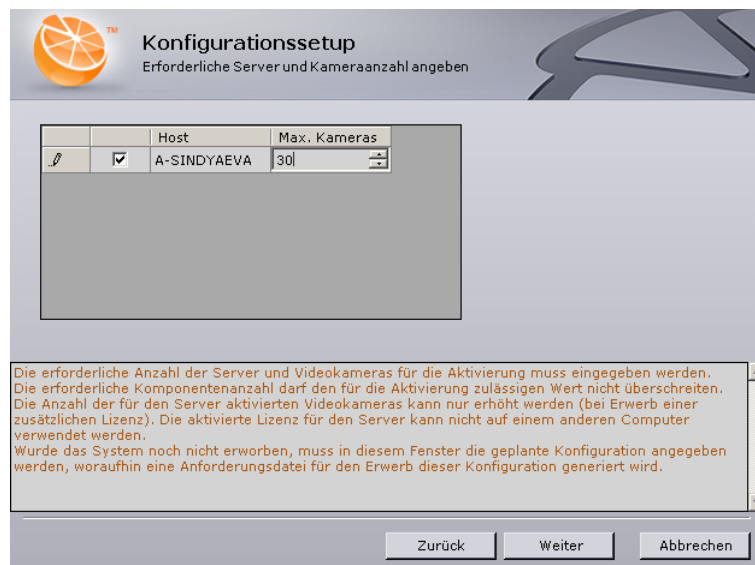 TM
Konfigurationssetup
Erforderliche Server und Kameraanzahl angeben
Host Max. Kameras
A-SINDYAEVA 30
Die erforderliche Anzahl der Server und Videokameras für die Aktivierung muss eingegeben werden.
Die erforderliche Komponentenanzahl darf den für die Aktivierung zulässigen Wert nicht überschreiten.
Die Anzahl der für den Server aktivierten Videokameras kann nur erhöht werden (bei Erwerb einer
zusätzlichen Lizenz). Die aktivierte Lizenz für den Server kann nicht auf einem anderen Computer
verwendet werden.
Wurde das System noch nicht erworben, muss in diesem Fenster die geplante Konfiguration angegeben
werden, woraufhin eine Anforderungsdatei für den Erwerb dieser Konfiguration generiert wird.
Zurück Weiter Abbrechen